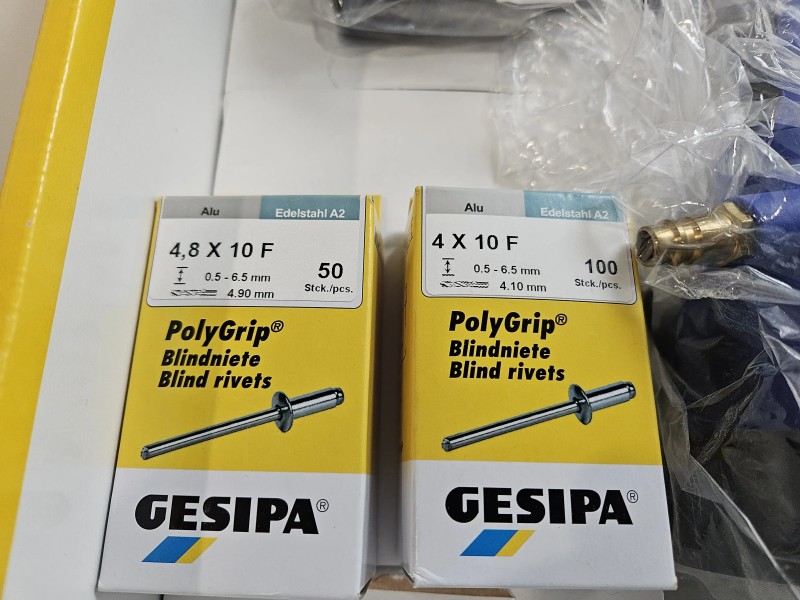 Alu Edelstahl A2
4,8 X 10 F
0.5 - 6.5 mm
4.90 mm
50
Stck./pcs.
PolyGrip®
Blindniete
Blind rivets
GESIPA®
Alu Edelstahl A2
4 X 10 F
0.5 - 6.5 mm
4.10 mm
100
Stck./pcs.
PolyGrip®
Blindniete
Blind rivets
GESIPA®